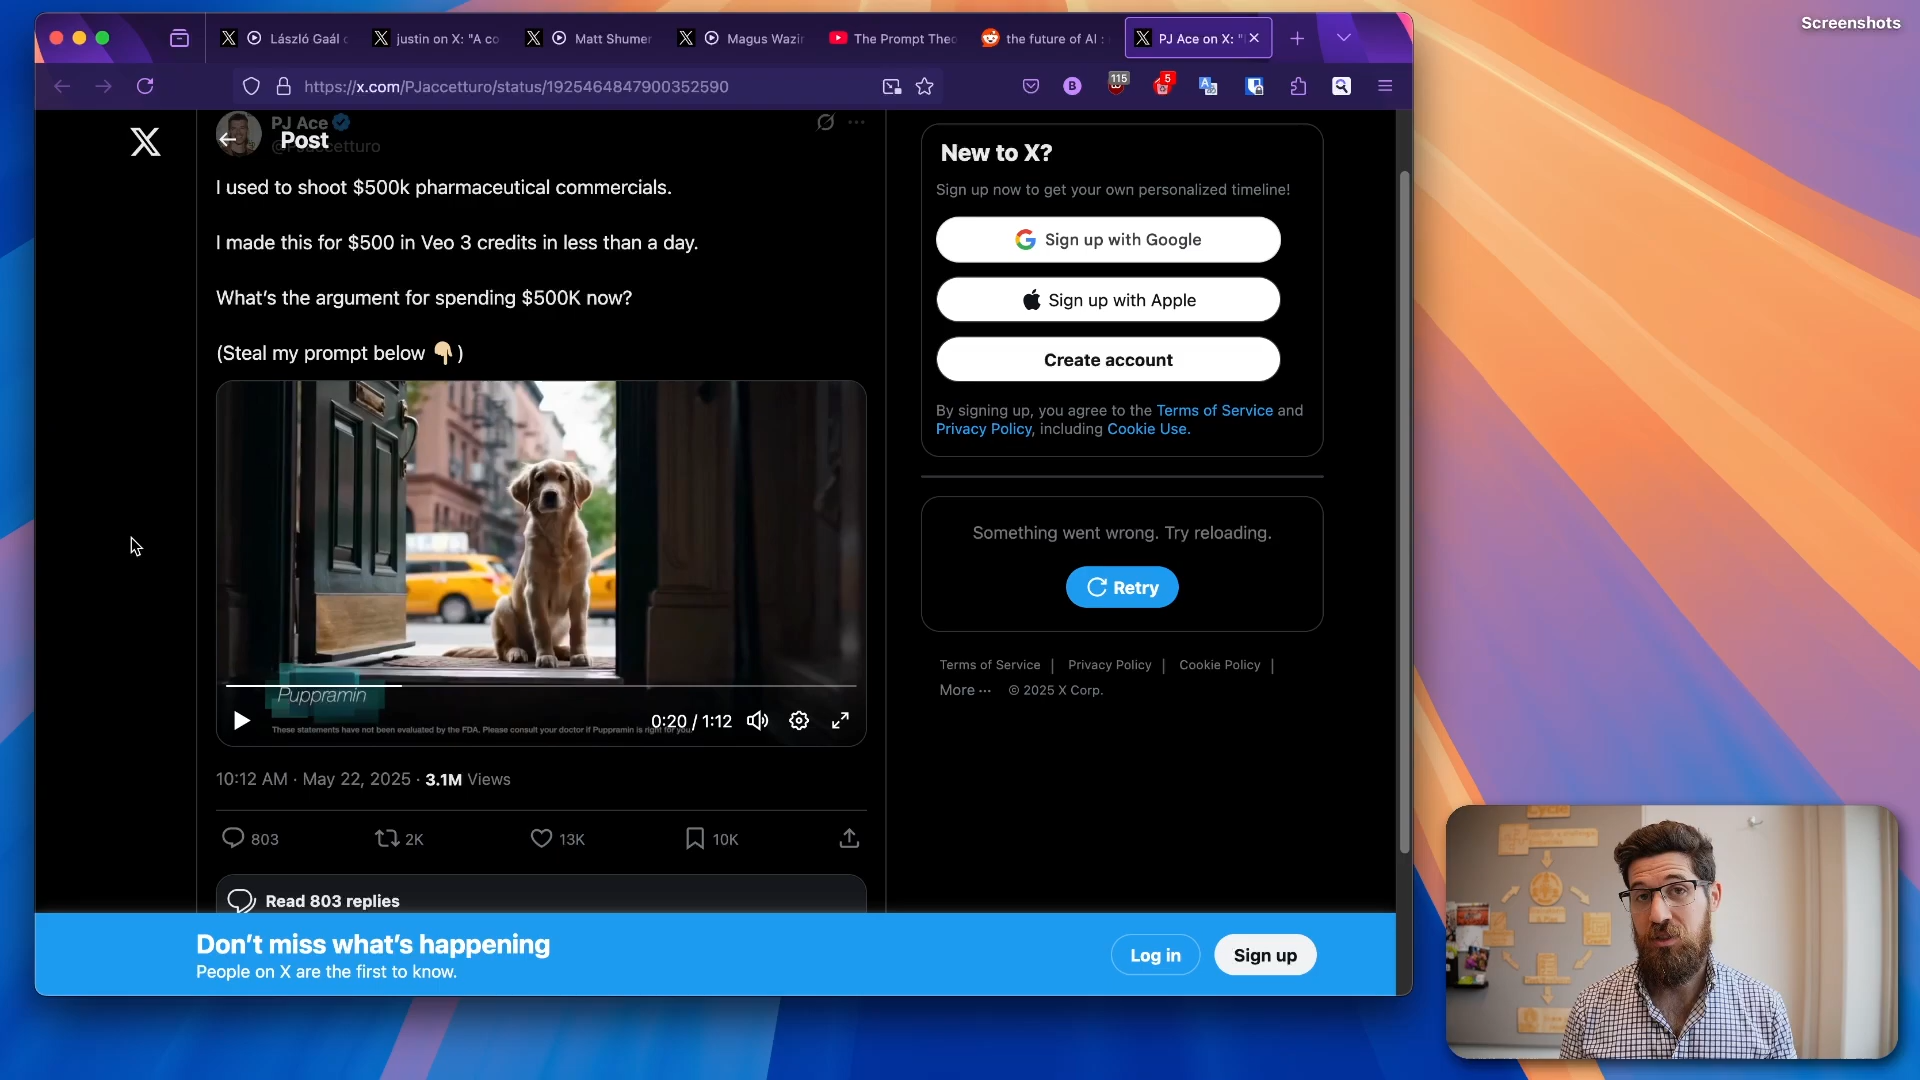 Screenshots
László Gaál
justin on X: "A co
Matt Shumer
Magus Wazir
The Prompt Theo
the future of AI :
PJ Ace on X: "
https://x.com/PJaccetturo/status/1925464847900352590
115
5
B
PJ Ace
Post
I used to shoot $500k pharmaceutical commercials.
I made this for $500 in Veo 3 credits in less than a day.
What's the argument for spending $500K now?
(Steal my prompt below 👇🏼)
Puppramin
0:20 / 1:12
These statements have not been evaluated by the FDA. Please consult your doctor if Puppramin is right for you.
10:12 AM · May 22, 2025 · 3.1M Views
803
2K
13K
10K
Read 803 replies
New to X?
Sign up now to get your own personalized timeline!
Sign up with Google
Sign up with Apple
Create account
By signing up, you agree to the Terms of Service and
Privacy Policy, including Cookie Use.
Something went wrong. Try reloading.
Retry
Terms of Service | Privacy Policy | Cookie Policy |
More ··· © 2025 X Corp.
Don't miss what's happening
People on X are the first to know.
Log in
Sign up